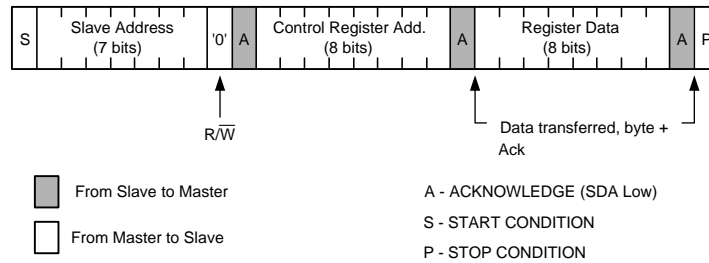 S Slave Address (7 bits) '0' A Control Register Add. (8 bits) A Register Data (8 bits) A P
R/W̅
Data transferred, byte +
Ack
From Slave to Master
A - ACKNOWLEDGE (SDA Low)
S - START CONDITION
From Master to Slave
P - STOP CONDITION